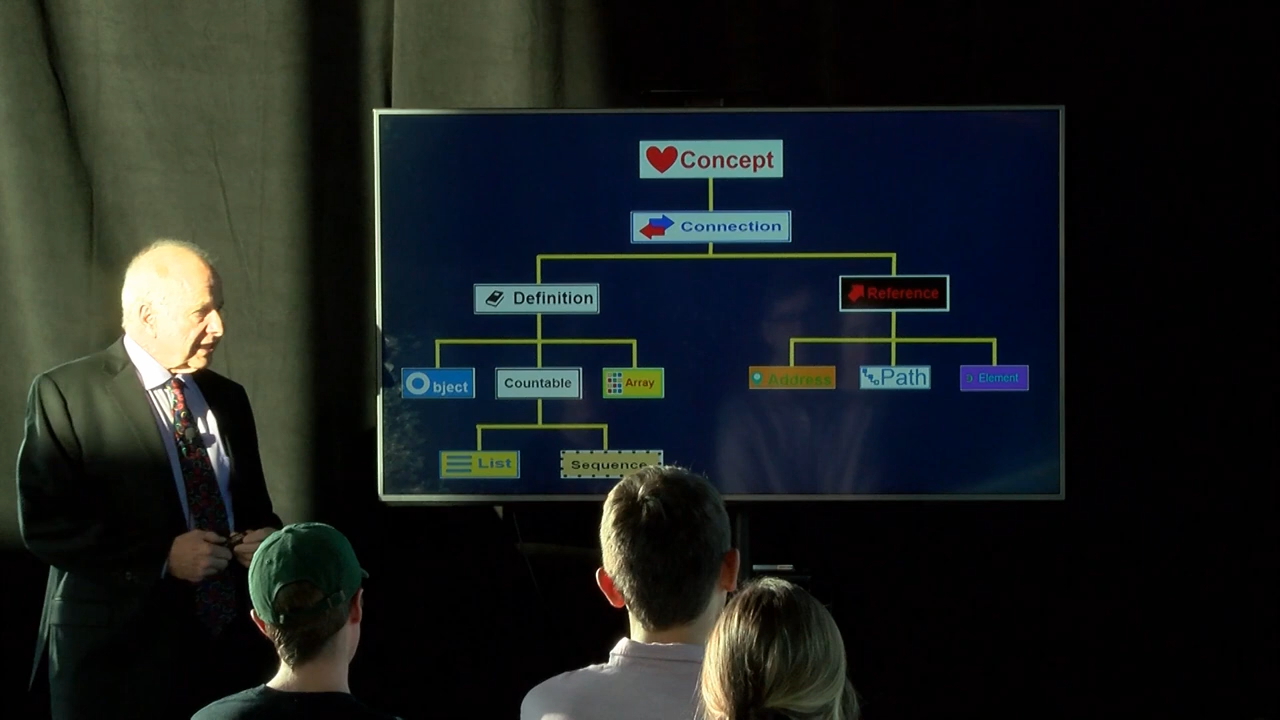 Concept
Connection
Definition
Reference
Object
Countable
Array
Address
Path
Element
List
Sequence